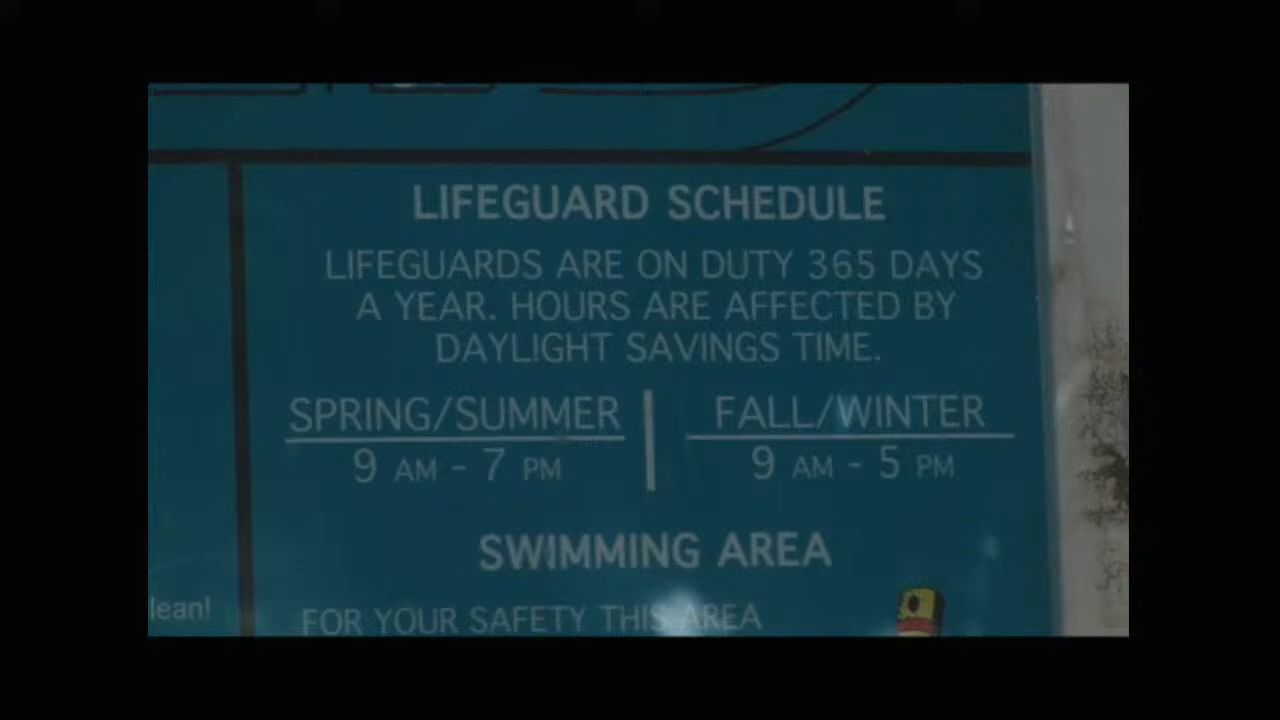 LIFEGUARD SCHEDULE
LIFEGUARDS ARE ON DUTY 365 DAYS
A YEAR. HOURS ARE AFFECTED BY
DAYLIGHT SAVINGS TIME.
SPRING/SUMMER
9 AM - 7 PM
FALL/WINTER
9 AM - 5 PM
SWIMMING AREA
lean!
FOR YOUR SAFETY THIS AREA